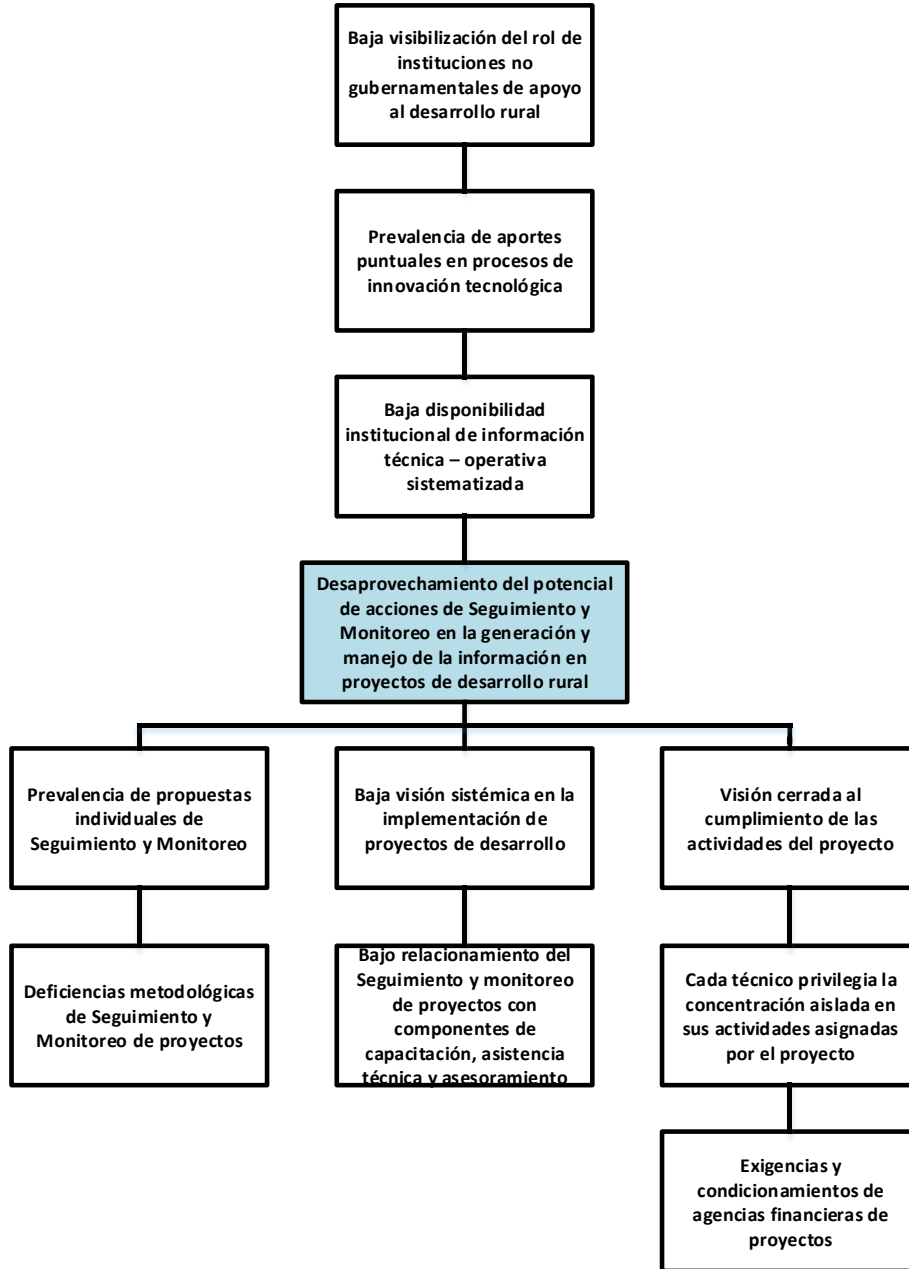 Baja visibilización del rol de
instituciones no
gubernamentales de apoyo
al desarrollo rural
Prevalencia de aportes
puntuales en procesos de
innovación tecnológica
Baja disponibilidad
institucional de información
técnica – operativa
sistematizada
Desaprovechamiento del potencial
de acciones de Seguimiento y
Monitoreo en la generación y
manejo de la información en
proyectos de desarrollo rural
Prevalencia de propuestas
individuales de
Seguimiento y Monitoreo
Baja visión sistémica en la
implementación de
proyectos de desarrollo
Visión cerrada al
cumplimiento de las
actividades del proyecto
Deficiencias metodológicas
de Seguimiento y
Monitoreo de proyectos
Bajo relacionamiento del
Seguimiento y monitoreo
de proyectos con
componentes de
capacitación, asistencia
técnica y asesoramiento
Cada técnico privilegia la
concentración aislada en
sus actividades asignadas
por el proyecto
Exigencias y
condicionamientos de
agencias financieras de
proyectos